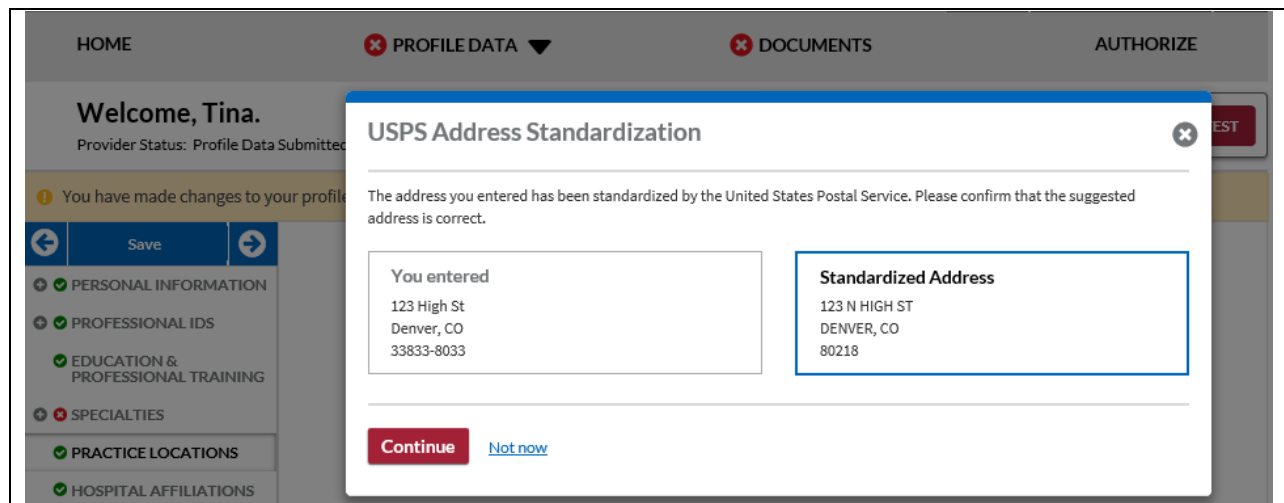 HOME
PROFILE DATA
DOCUMENTS
AUTHORIZE
Welcome, Tina.
Provider Status: Profile Data Submitted
EST
You have made changes to your profile
Save
PERSONAL INFORMATION
PROFESSIONAL IDS
EDUCATION &
PROFESSIONAL TRAINING
SPECIALTIES
PRACTICE LOCATIONS
HOSPITAL AFFILIATIONS
USPS Address Standardization
The address you entered has been standardized by the United States Postal Service. Please confirm that the suggested
address is correct.
You entered
123 High St
Denver, CO
33833-8033
Standardized Address
123 N HIGH ST
DENVER, CO
80218
Continue
Not now